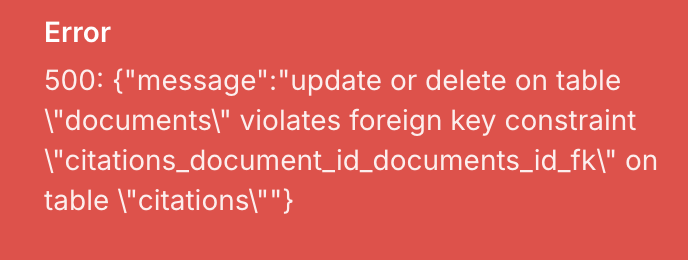 Error
500: {"message":"update or delete on table
\"documents\" violates foreign key constraint
\"citations_document_id_documents_id_fk\" on
table \"citations\""}